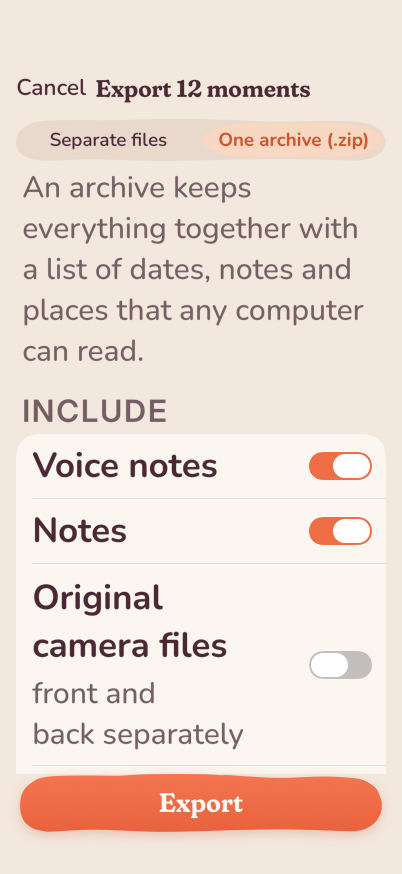 Cancel Export 12 moments
Separate files One archive (.zip)
An archive keeps
everything together with
a list of dates, notes and
places that any computer
can read.
INCLUDE
Voice notes
Notes
Original
camera files
front and
back separately
Export